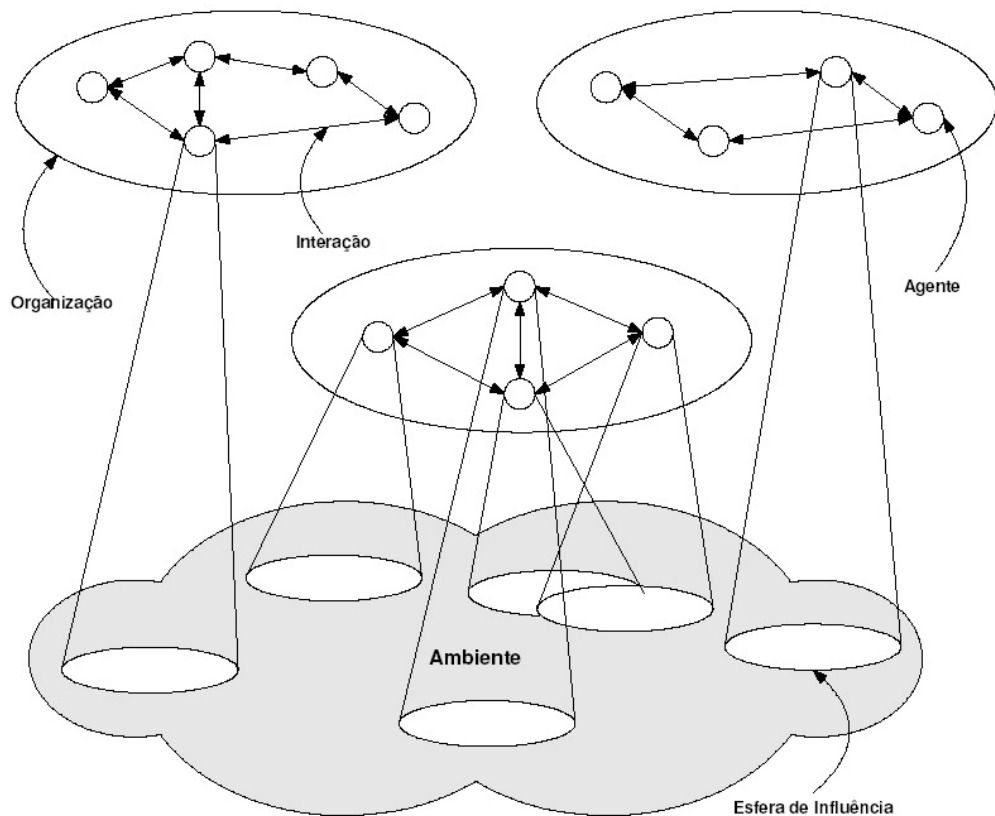 Interação
Organização
Agente
Ambiente
Esfera de Influência